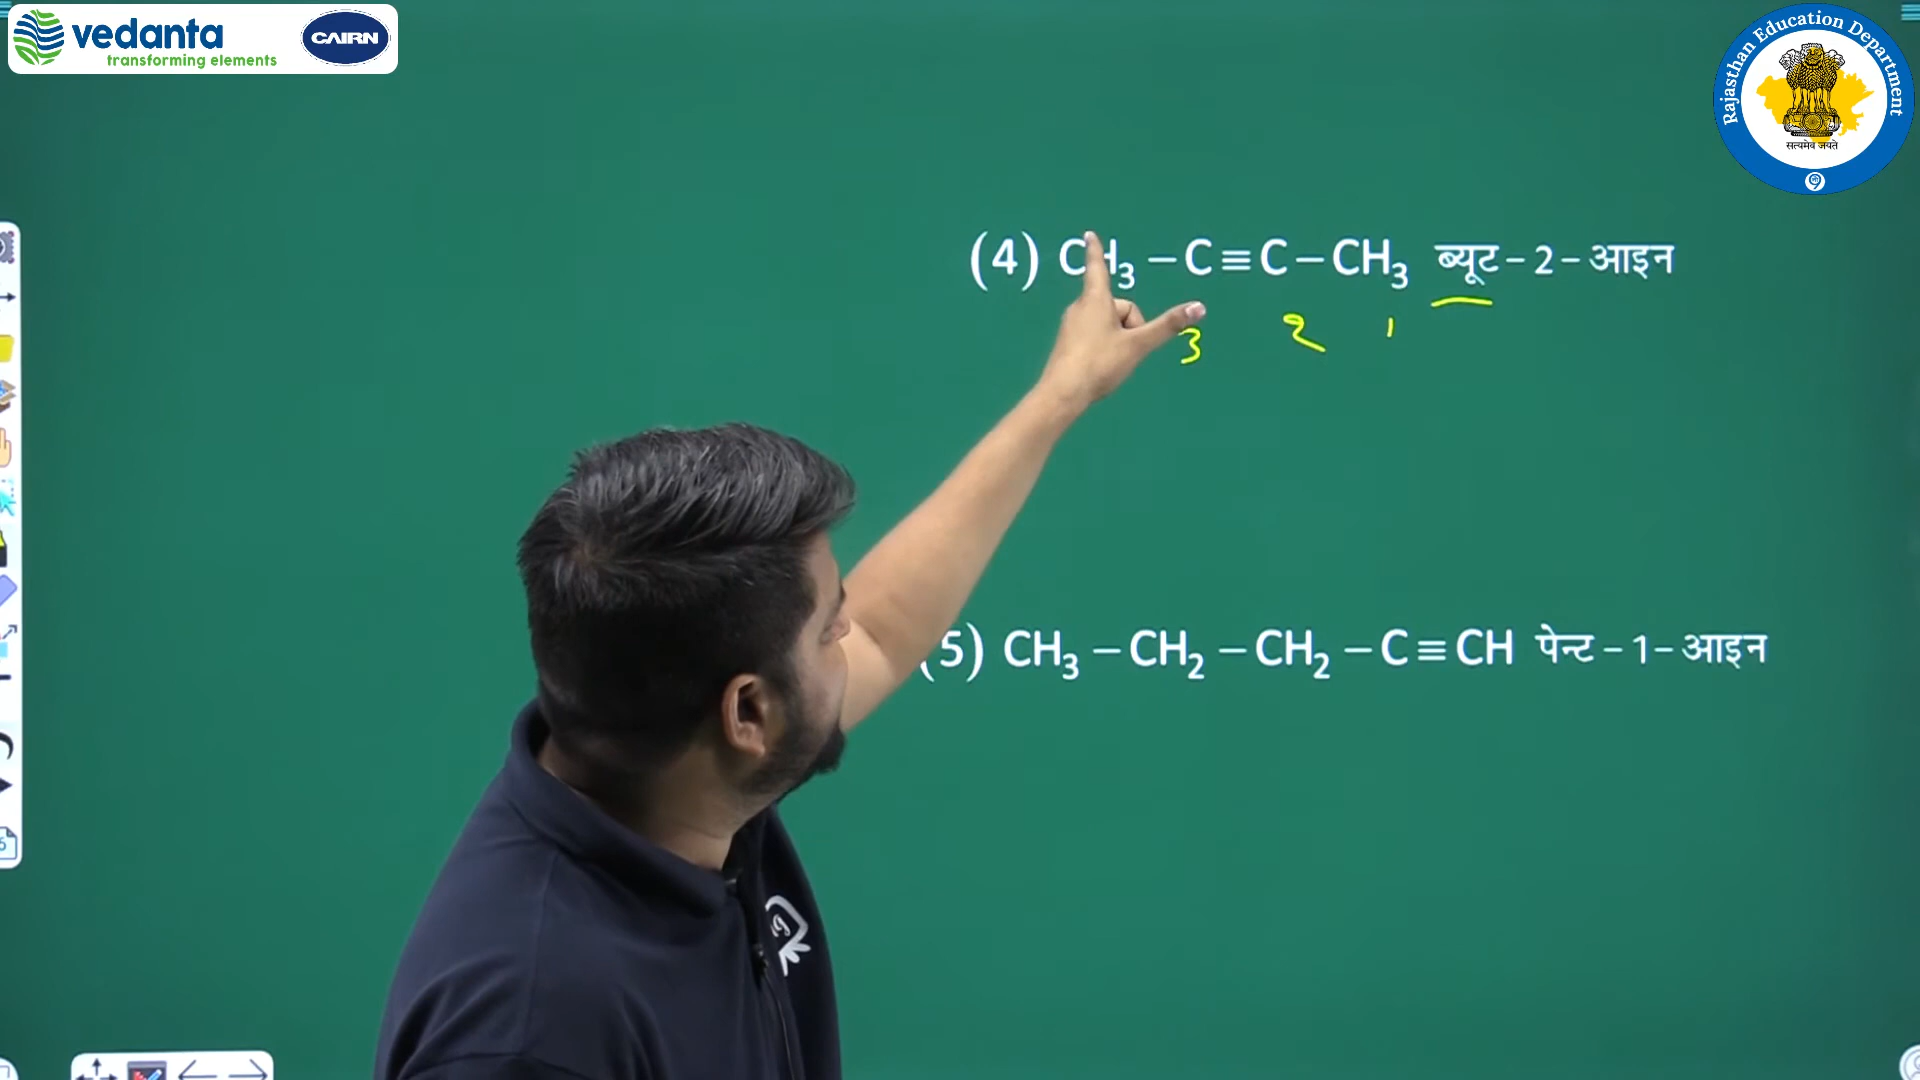 vedanta
transforming elements
CAIRN
Rajasthan Education Department
सत्यमेव जयते
(4) CH₃ – C ≡ C – CH₃ ब्यूट – 2 – आइन
3 2 1
5) CH₃ – CH₂ – CH₂ – C ≡ CH पेन्ट – 1 – आइन